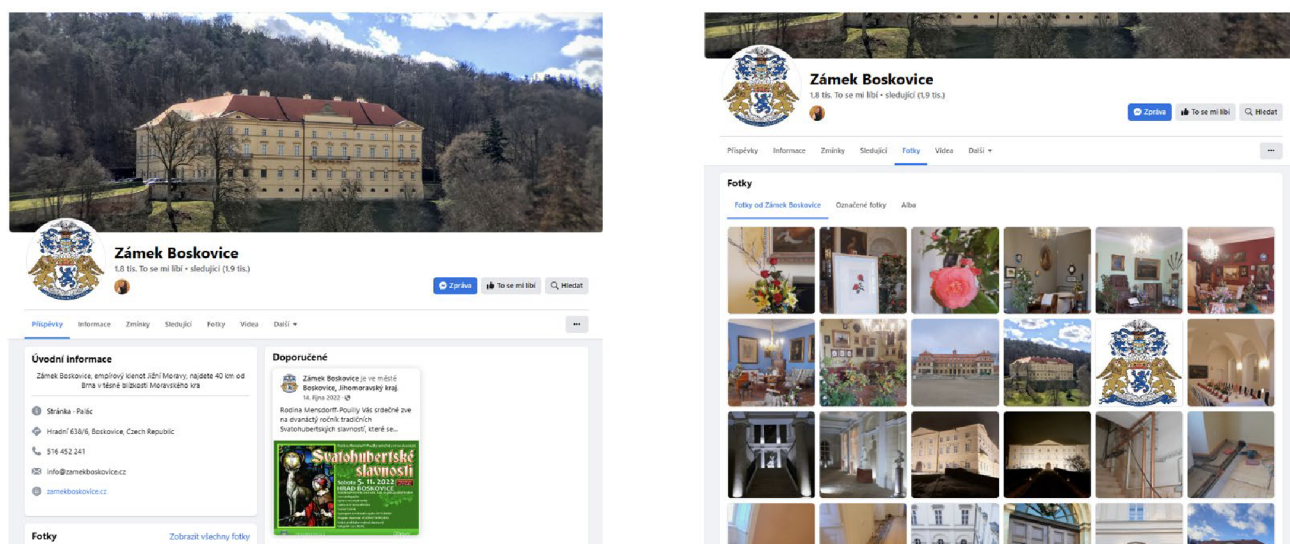 Zámek Boskovice
1,8 tis. To se mi líbí • sledující (1,9 tis.)
Zpráva
To se mi líbí
Hledat
Příspěvky Informace Zmínky Sledující Fotky Videa Další
Úvodní informace
Zámek Boskovice, empírový klenot Jižní Moravy, najdete 40 km od
Brna v těsné blízkosti Moravského kra
Stránka · Palác
Hradní 638/6, Boskovice, Czech Republic
516 452 241
info@zamekboskovice.cz
zamekboskovice.cz
Fotky
Zobrazit všechny fotky
Doporučené
Zámek Boskovice je ve městě
Boskovice, Jihomoravský kraj.
14. října 2022
Rodina Mensdorff-Pouilly Vás srdečně zve
na dvanáctý ročník tradičních
Svatohubertských slavností, které se...
Svatohubertské
slavnosti
Sobota 5. 11. 2022
HRAD BOSKOVICE
Zámek Boskovice
1,8 tis. To se mi líbí • sledující (1,9 tis.)
Zpráva
To se mi líbí
Hledat
Příspěvky Informace Zmínky Sledující Fotky Videa Další
Fotky
Fotky od Zámek Boskovice Označené fotky Alba